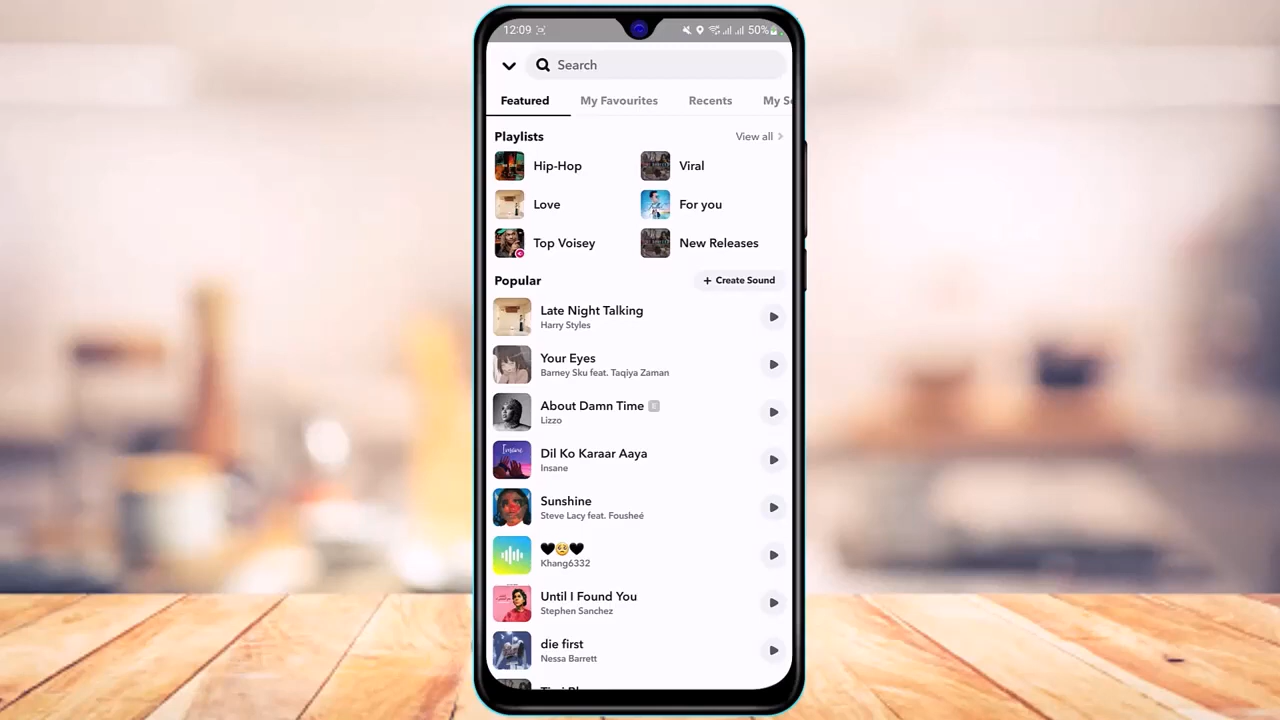 12:09 50%
Search
Featured My Favourites Recents My S
Playlists View all >
Hip-Hop Viral
Love For you
Top Voisey New Releases
Popular + Create Sound
Late Night Talking
Harry Styles
Your Eyes
Barney Sku feat. Taqiya Zaman
About Damn Time E
Lizzo
Dil Ko Karaar Aaya
Insane
Sunshine
Steve Lacy feat. Fousheé
🖤🥺🖤
Khang6332
Until I Found You
Stephen Sanchez
die first
Nessa Barrett